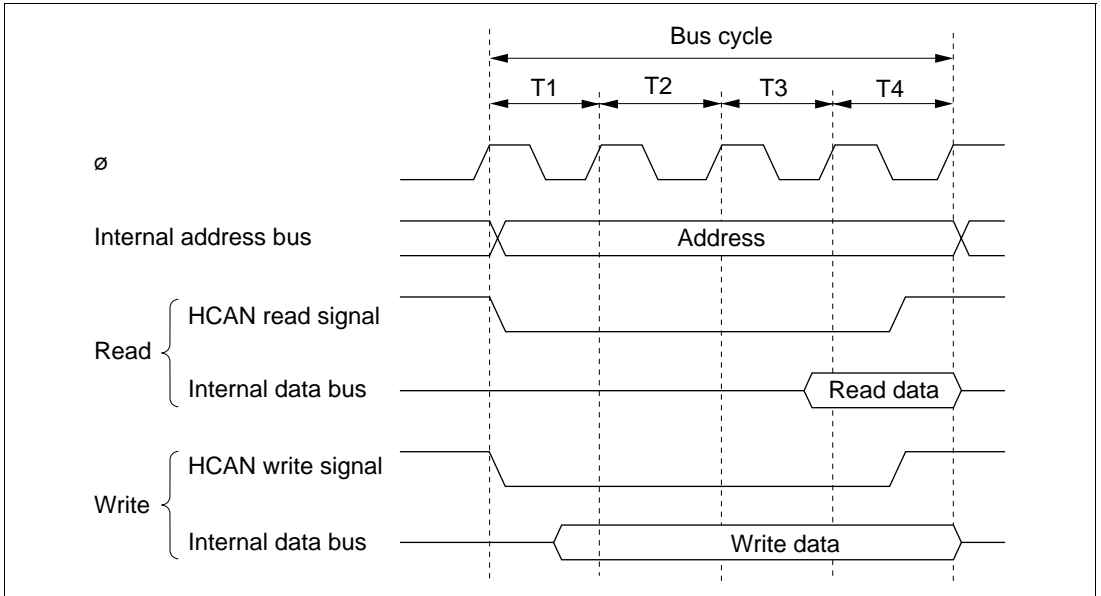 Bus cycle
T1 T2 T3 T4
ø
Internal address bus Address
HCAN read signal
Read
Internal data bus Read data
HCAN write signal
Write
Internal data bus Write data